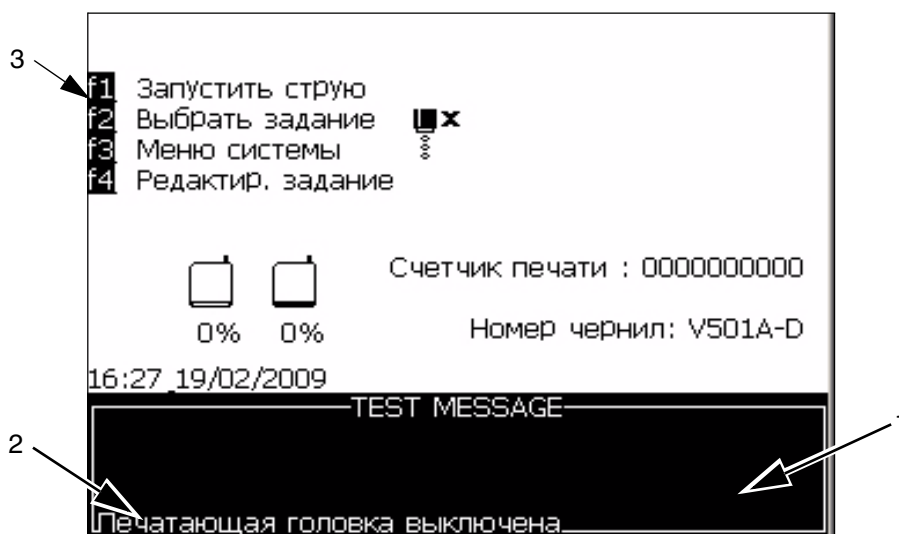 3
f1 Запустить струю
f2 Выбрать задание
f3 Меню системы
f4 Редактир. задание
Счетчик печати : 0000000000
0% 0%
Номер чернил: V501A-D
16:27 19/02/2009
TEST MESSAGE
2
Печатающая головка выключена